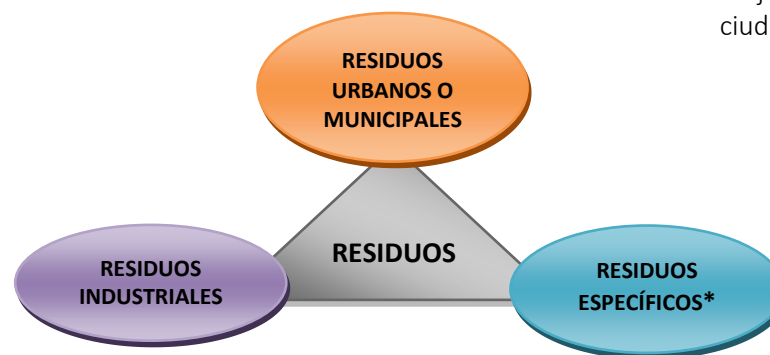 ciud
RESIDUOS
URBANOS O
MUNICIPALES
RESIDUOS
RESIDUOS
INDUSTRIALES
RESIDUOS
ESPECÍFICOS*